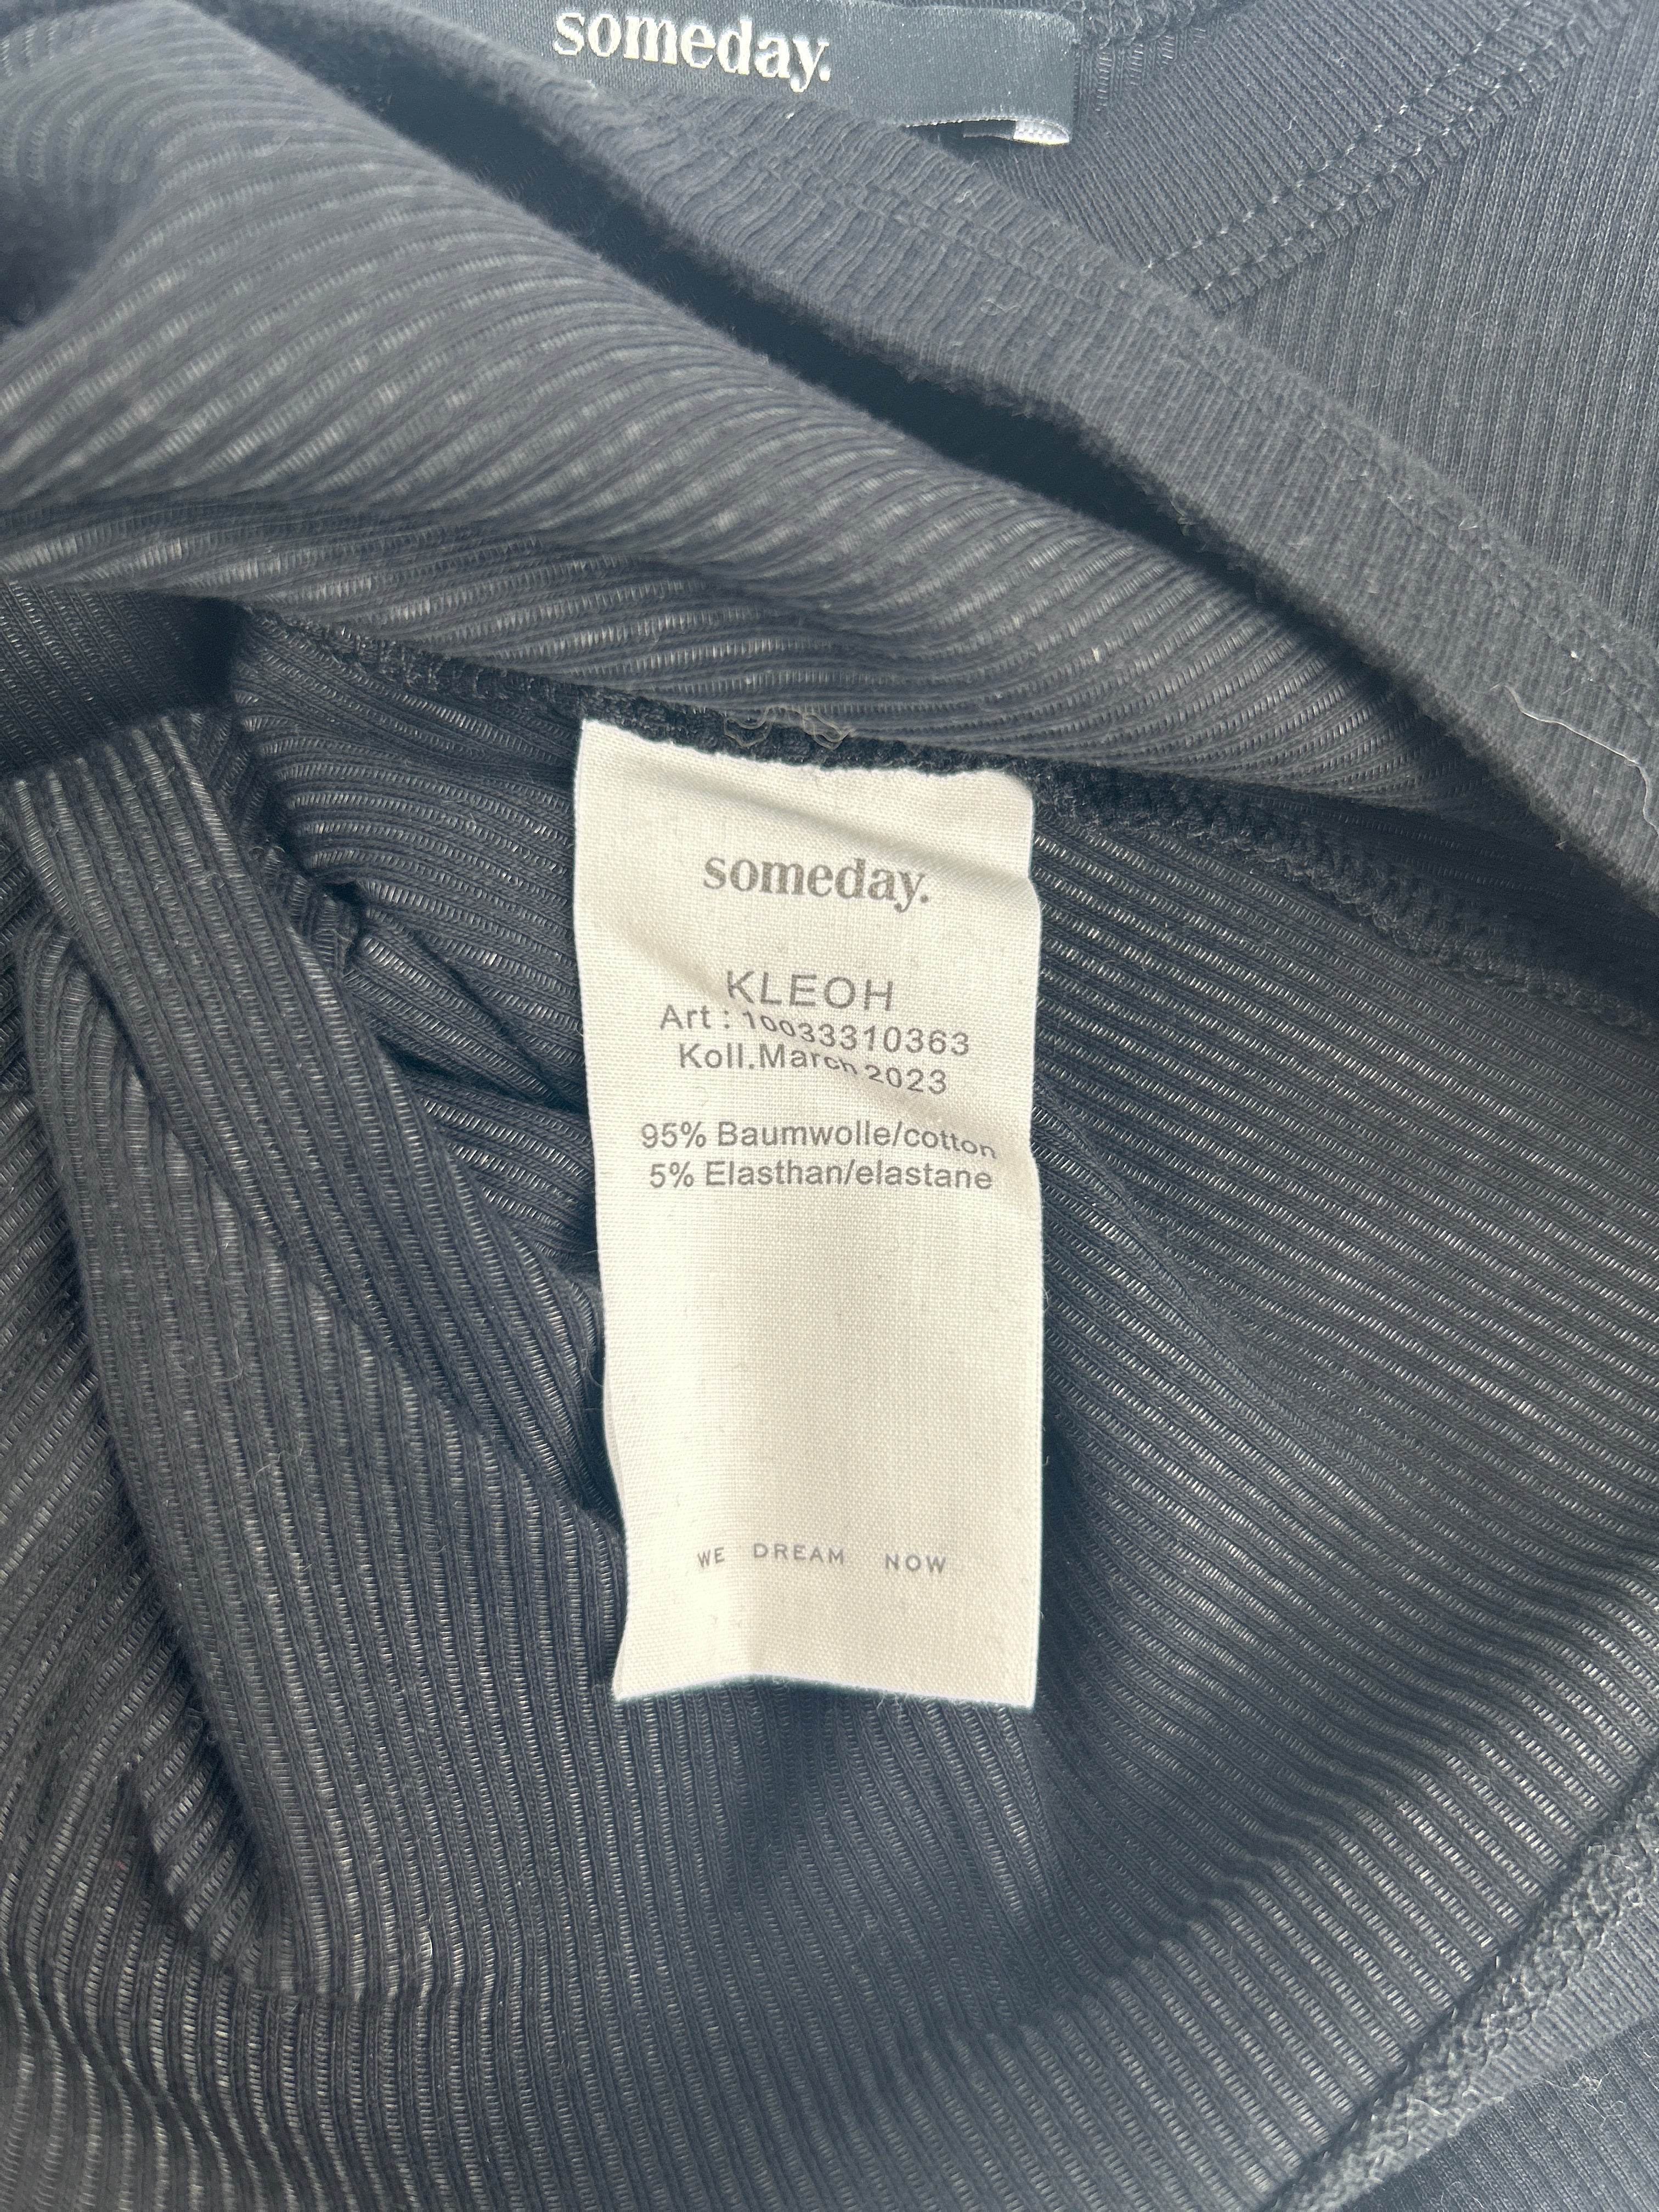 someday.
someday.
KLEOH
Art : 10033310363
Koll.March 2023
95% Baumwolle/cotton
5% Elasthan/elastane
WE DREAM NOW